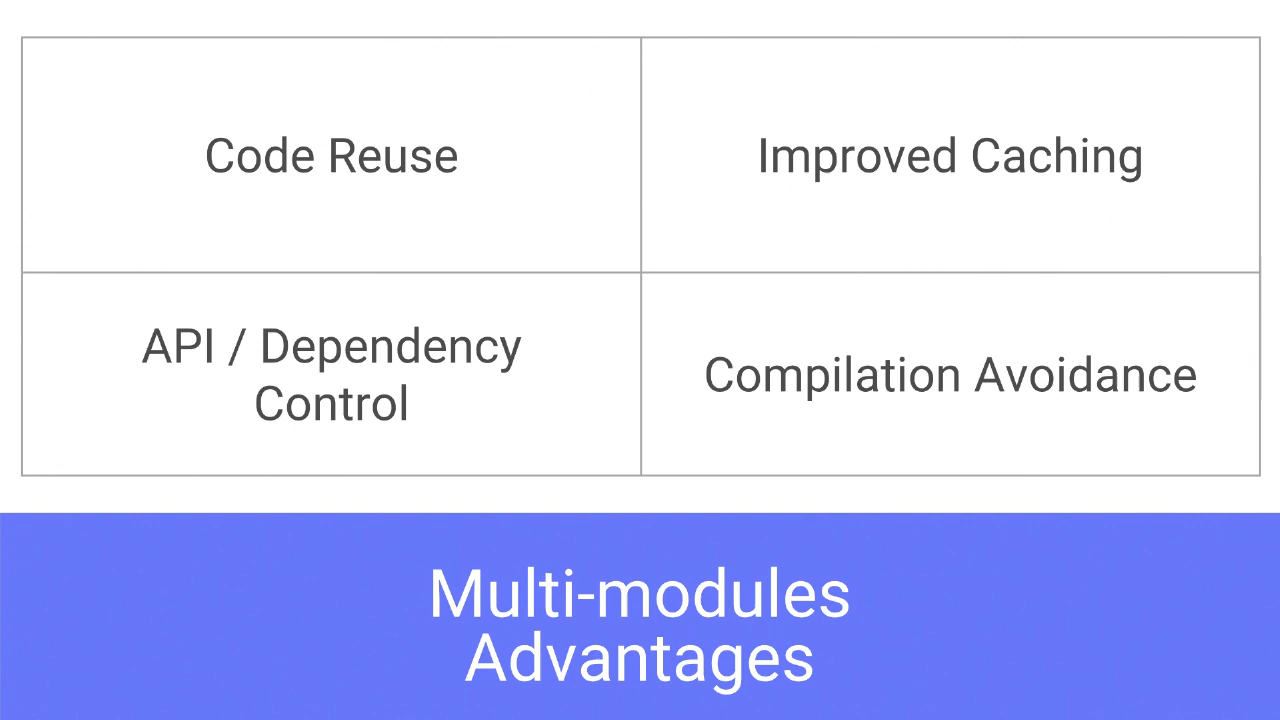 Code Reuse
Improved Caching
API / Dependency
Control
Compilation Avoidance
Multi-modules
Advantages